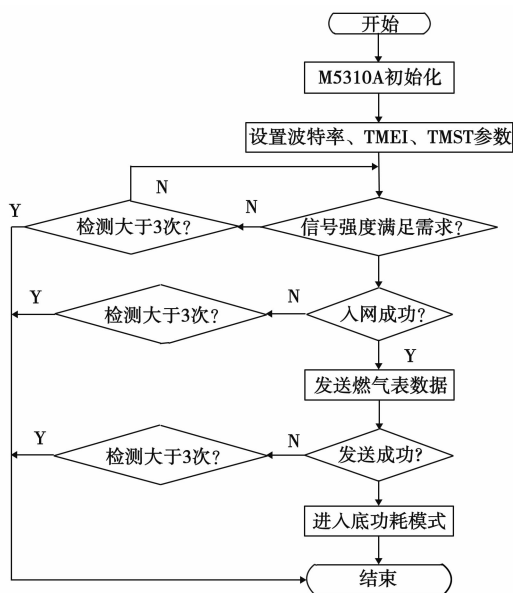 开始
M5310A初始化
设置波特率、TMEI、TMST参数
N
Y
检测大于3次?
N
信号强度满足需求?
Y
检测大于3次?
N
入网成功?
Y
发送燃气表数据
Y
检测大于3次?
N
发送成功?
进入底功耗模式
结束